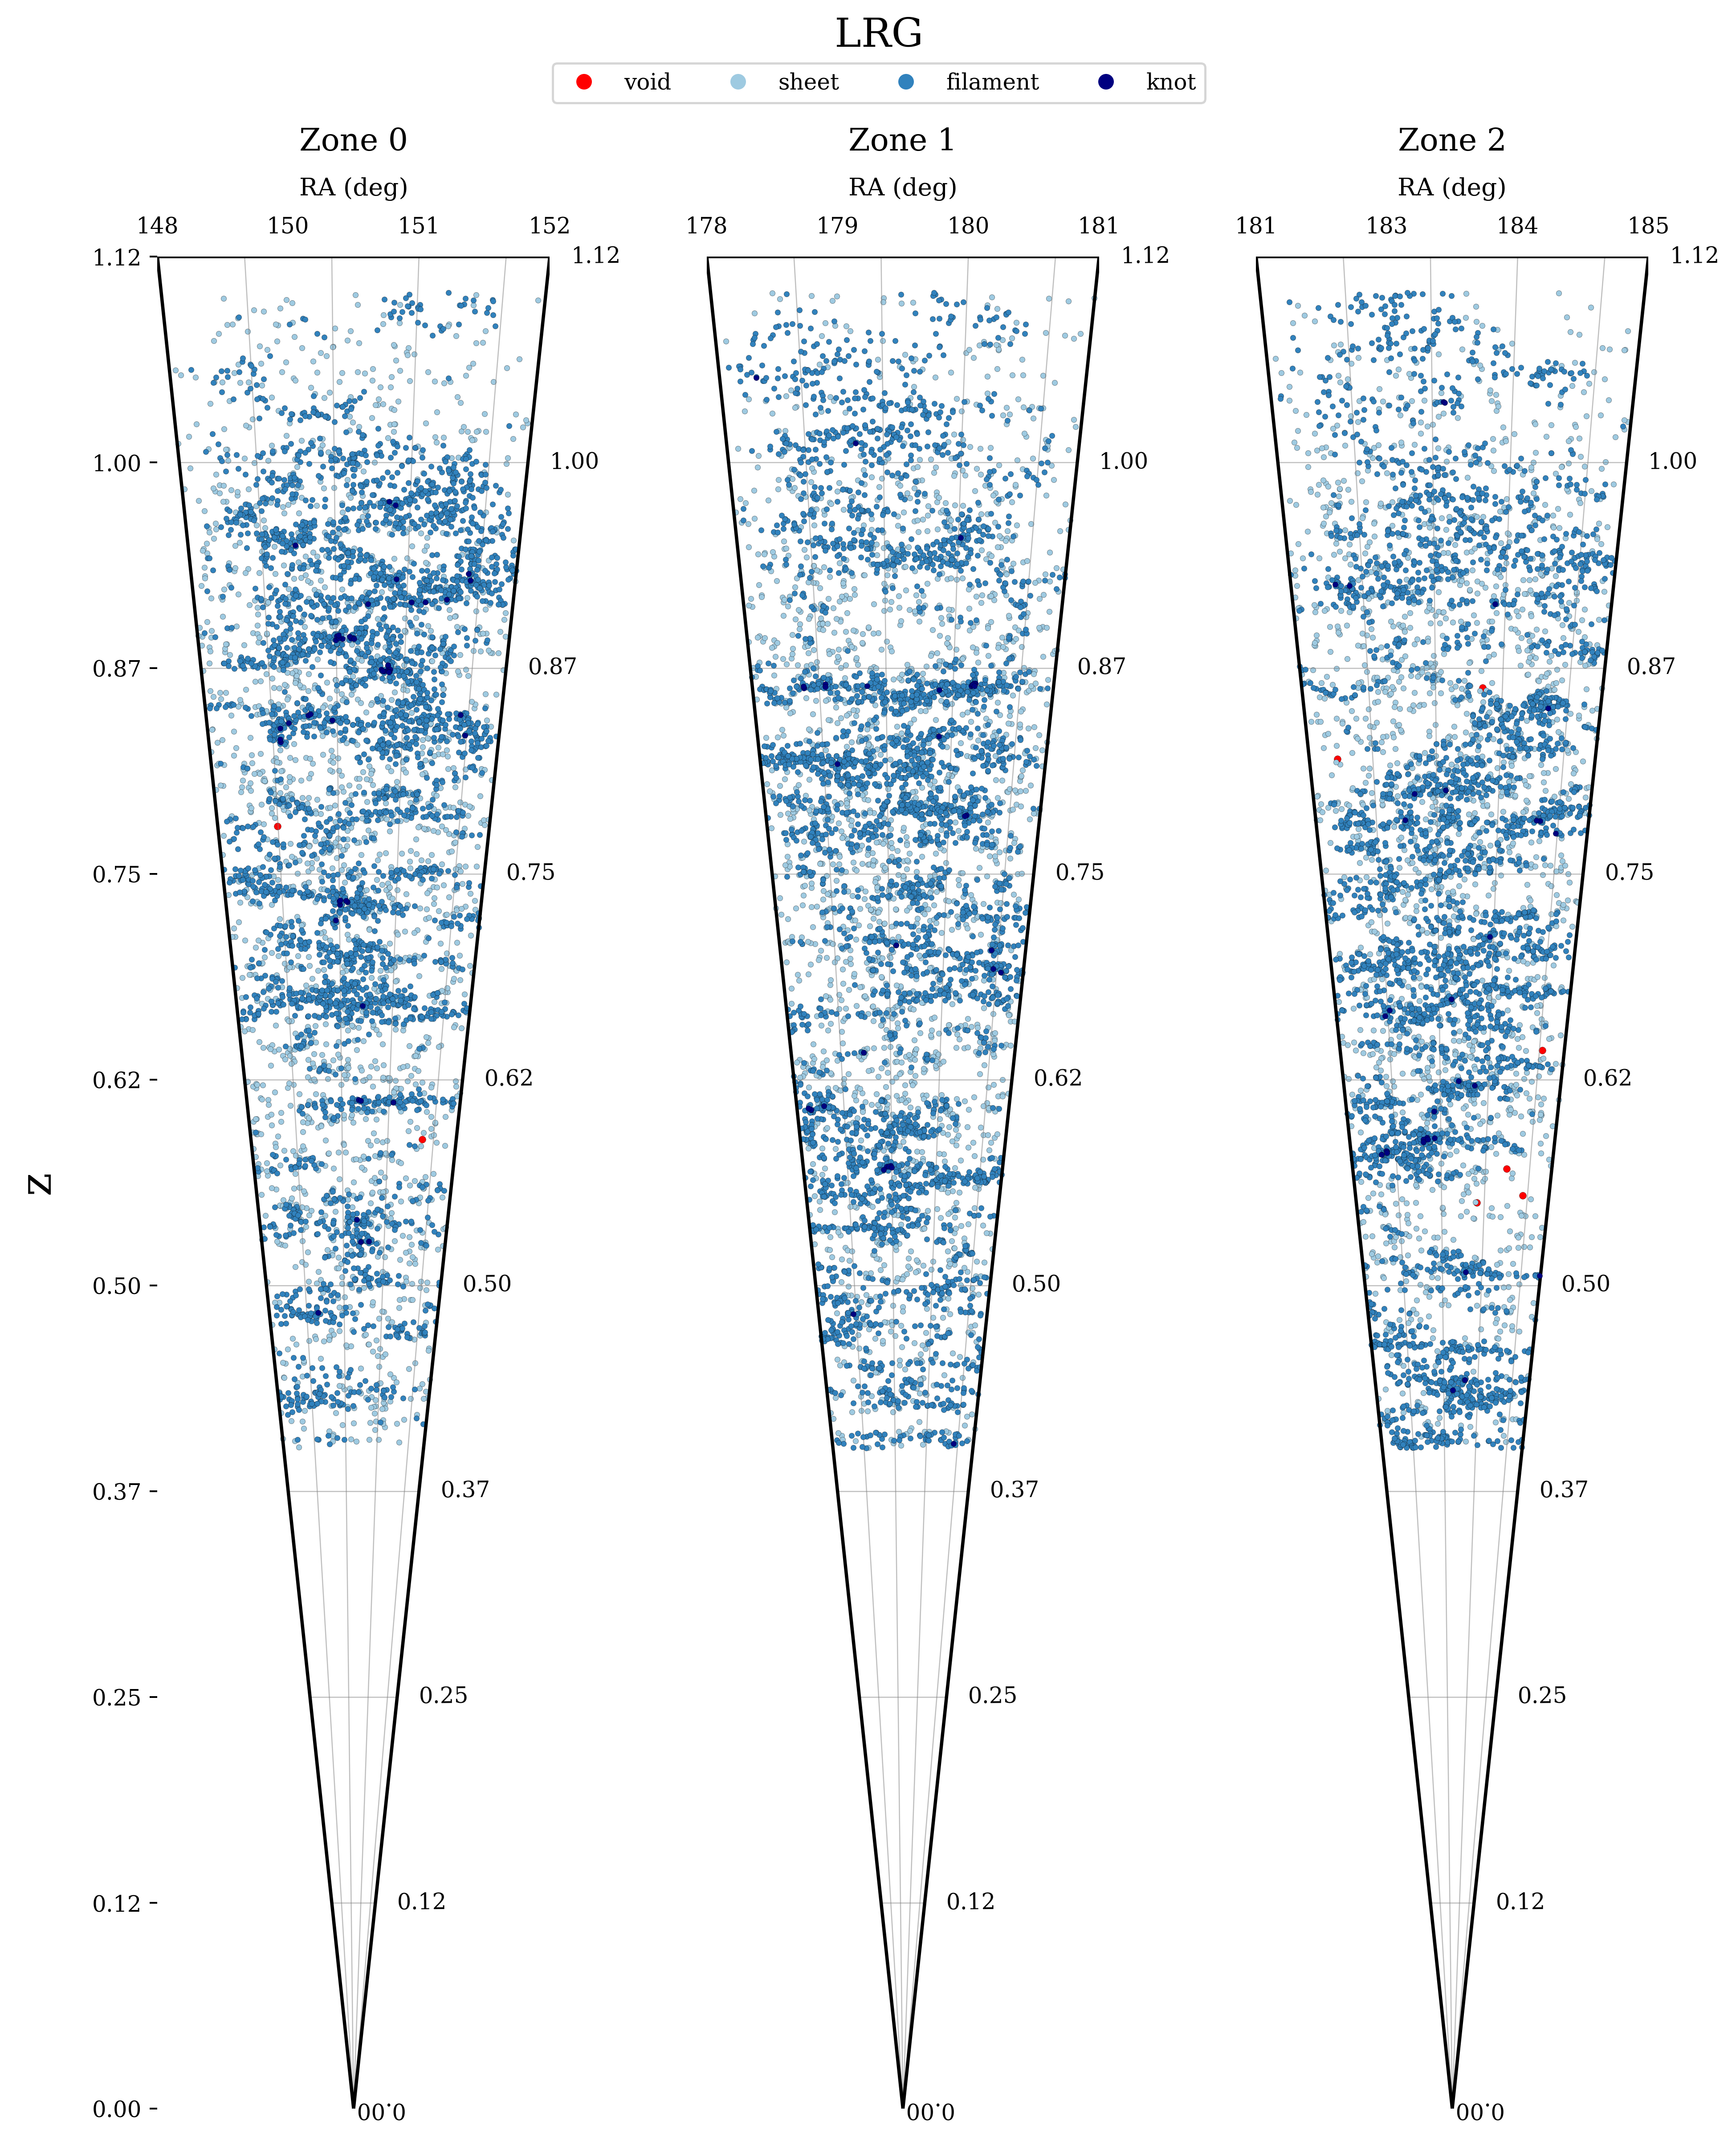 LRG
void sheet filament knot
Zone 0 Zone 1 Zone 2
RA (deg) RA (deg) RA (deg)
148 150 151 152 178 179 180 181 181 183 184 185
1.12 1.12 1.12 1.12
1.00 1.00 1.00 1.00
0.87 0.87 0.87 0.87
0.75 0.75 0.75 0.75
0.62 0.62 0.62 0.62
Z
0.50 0.50 0.50 0.50
0.37 0.37 0.37 0.37
0.25 0.25 0.25 0.25
0.12 0.12 0.12 0.12
0.00 0.00 0.00 0.00